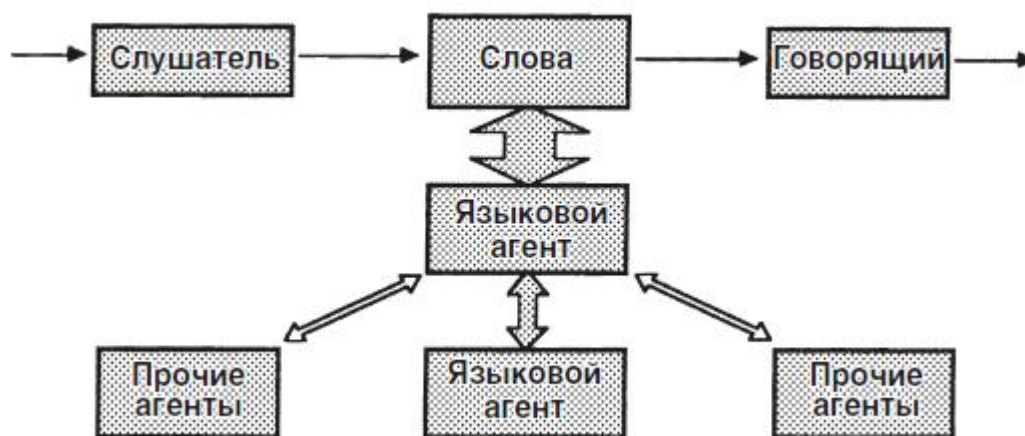 Слушатель
Слова
Говорящий
Языковой
агент
Прочие
агенты
Языковой
агент
Прочие
агенты